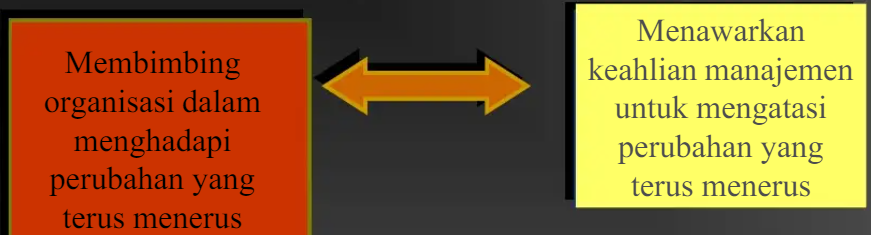 Membimbing
organisasi dalam
menghadapi
perubahan yang
terus menerus
Menawarkan
keahlian manajemen
untuk mengatasi
perubahan yang
terus menerus